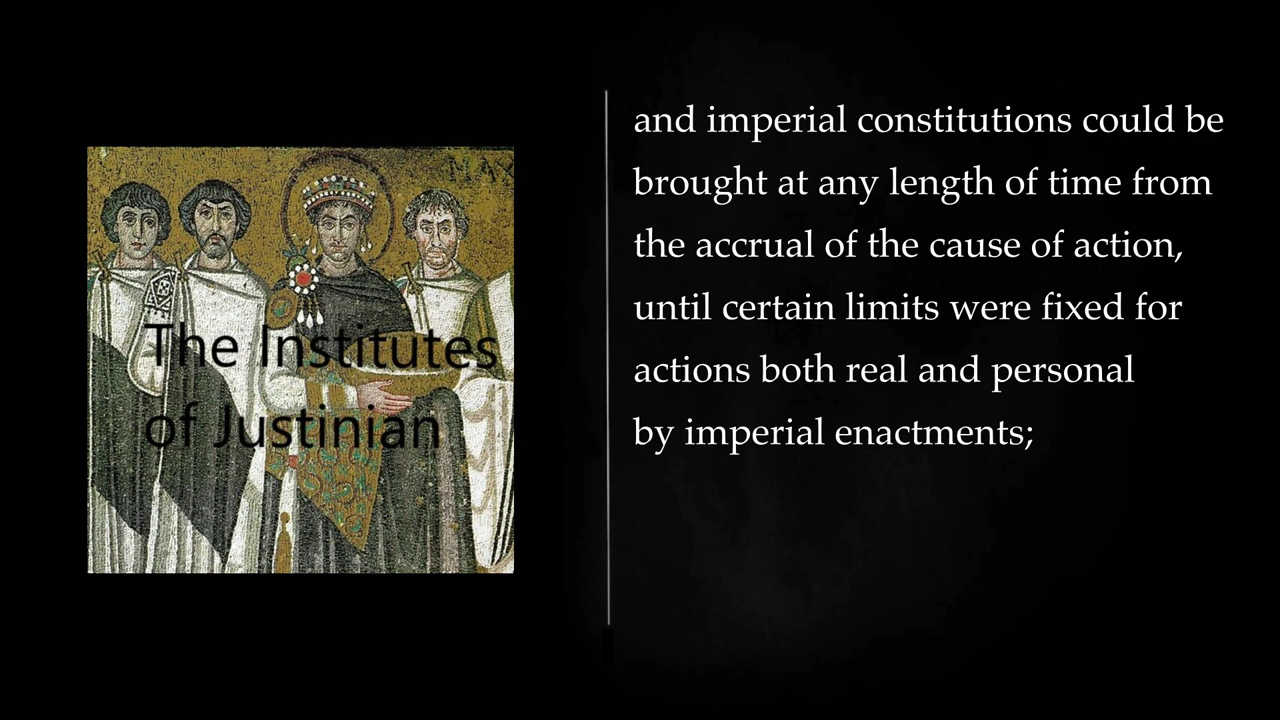 MAX
The Institutes
of Justinian
and imperial constitutions could be
brought at any length of time from
the accrual of the cause of action,
until certain limits were fixed for
actions both real and personal
by imperial enactments;